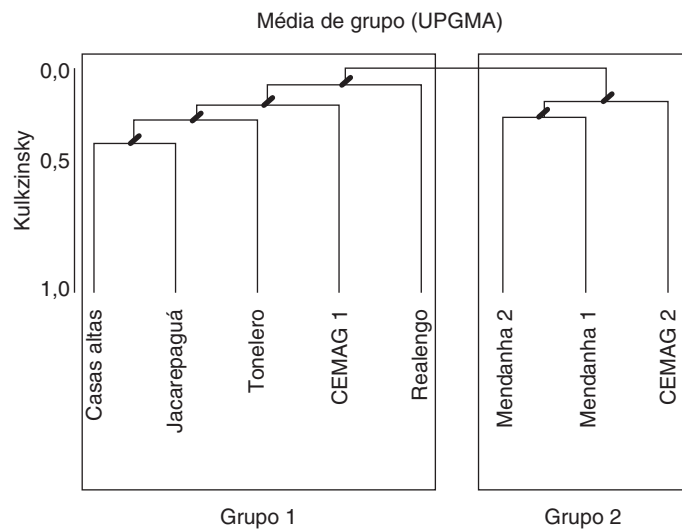 Média de grupo (UPGMA)
0,0
0,5
1,0
Kulkzinsky
Casas altas
Jacarepaguá
Tonelero
CEMAG 1
Realengo
Mendanha 2
Mendanha 1
CEMAG 2
Grupo 1
Grupo 2